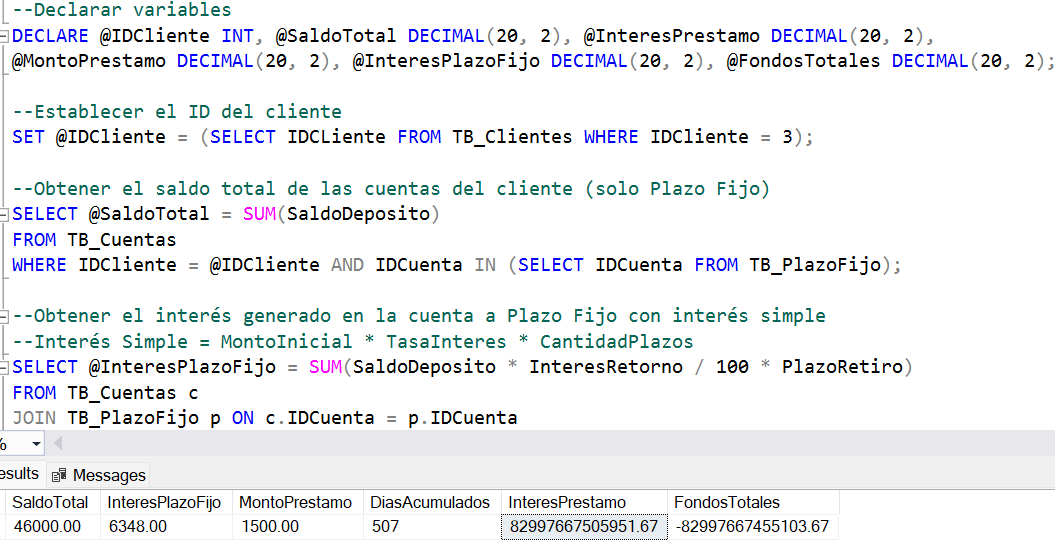 --Declarar variables
DECLARE @IDCliente INT, @SaldoTotal DECIMAL(20, 2), @InteresPrestamo DECIMAL(20, 2),
@MontoPrestamo DECIMAL(20, 2), @InteresPlazoFijo DECIMAL(20, 2), @FondosTotales DECIMAL(20, 2);
--Establecer el ID del cliente
SET @IDCliente = (SELECT IDCLiente FROM TB_Clientes WHERE IDCliente = 3);
--Obtener el saldo total de las cuentas del cliente (solo Plazo Fijo)
SELECT @SaldoTotal = SUM(SaldoDeposito)
FROM TB_Cuentas
WHERE IDCliente = @IDCliente AND IDCuenta IN (SELECT IDCuenta FROM TB_PlazoFijo);
--Obtener el interés generado en la cuenta a Plazo Fijo con interés simple
--Interés Simple = MontoInicial * TasaInteres * CantidadPlazos
SELECT @InteresPlazoFijo = SUM(SaldoDeposito * InteresRetorno / 100 * PlazoRetiro)
FROM TB_Cuentas c
JOIN TB_PlazoFijo p ON c.IDCuenta = p.IDCuenta
%
esults Messages
SaldoTotal InteresPlazoFijo MontoPrestamo DiasAcumulados InteresPrestamo FondosTotales
46000.00 6348.00 1500.00 507 82997667505951.67 -82997667455103.67